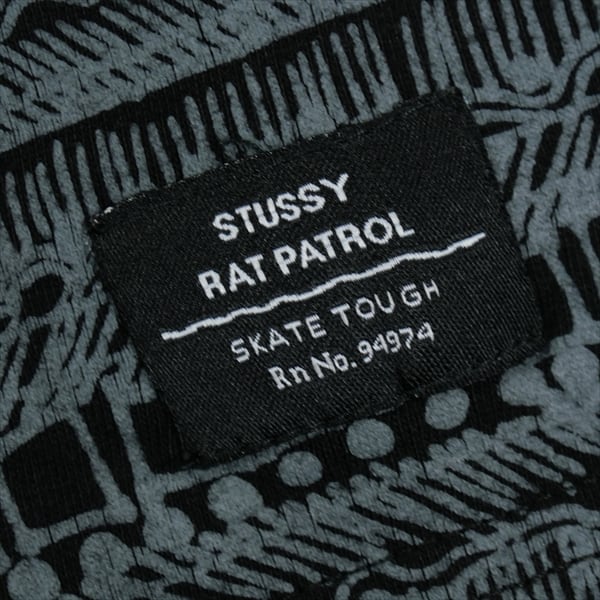 STUSSY
RAT PATROL
SKATE TOUGH
Rn No. 94974